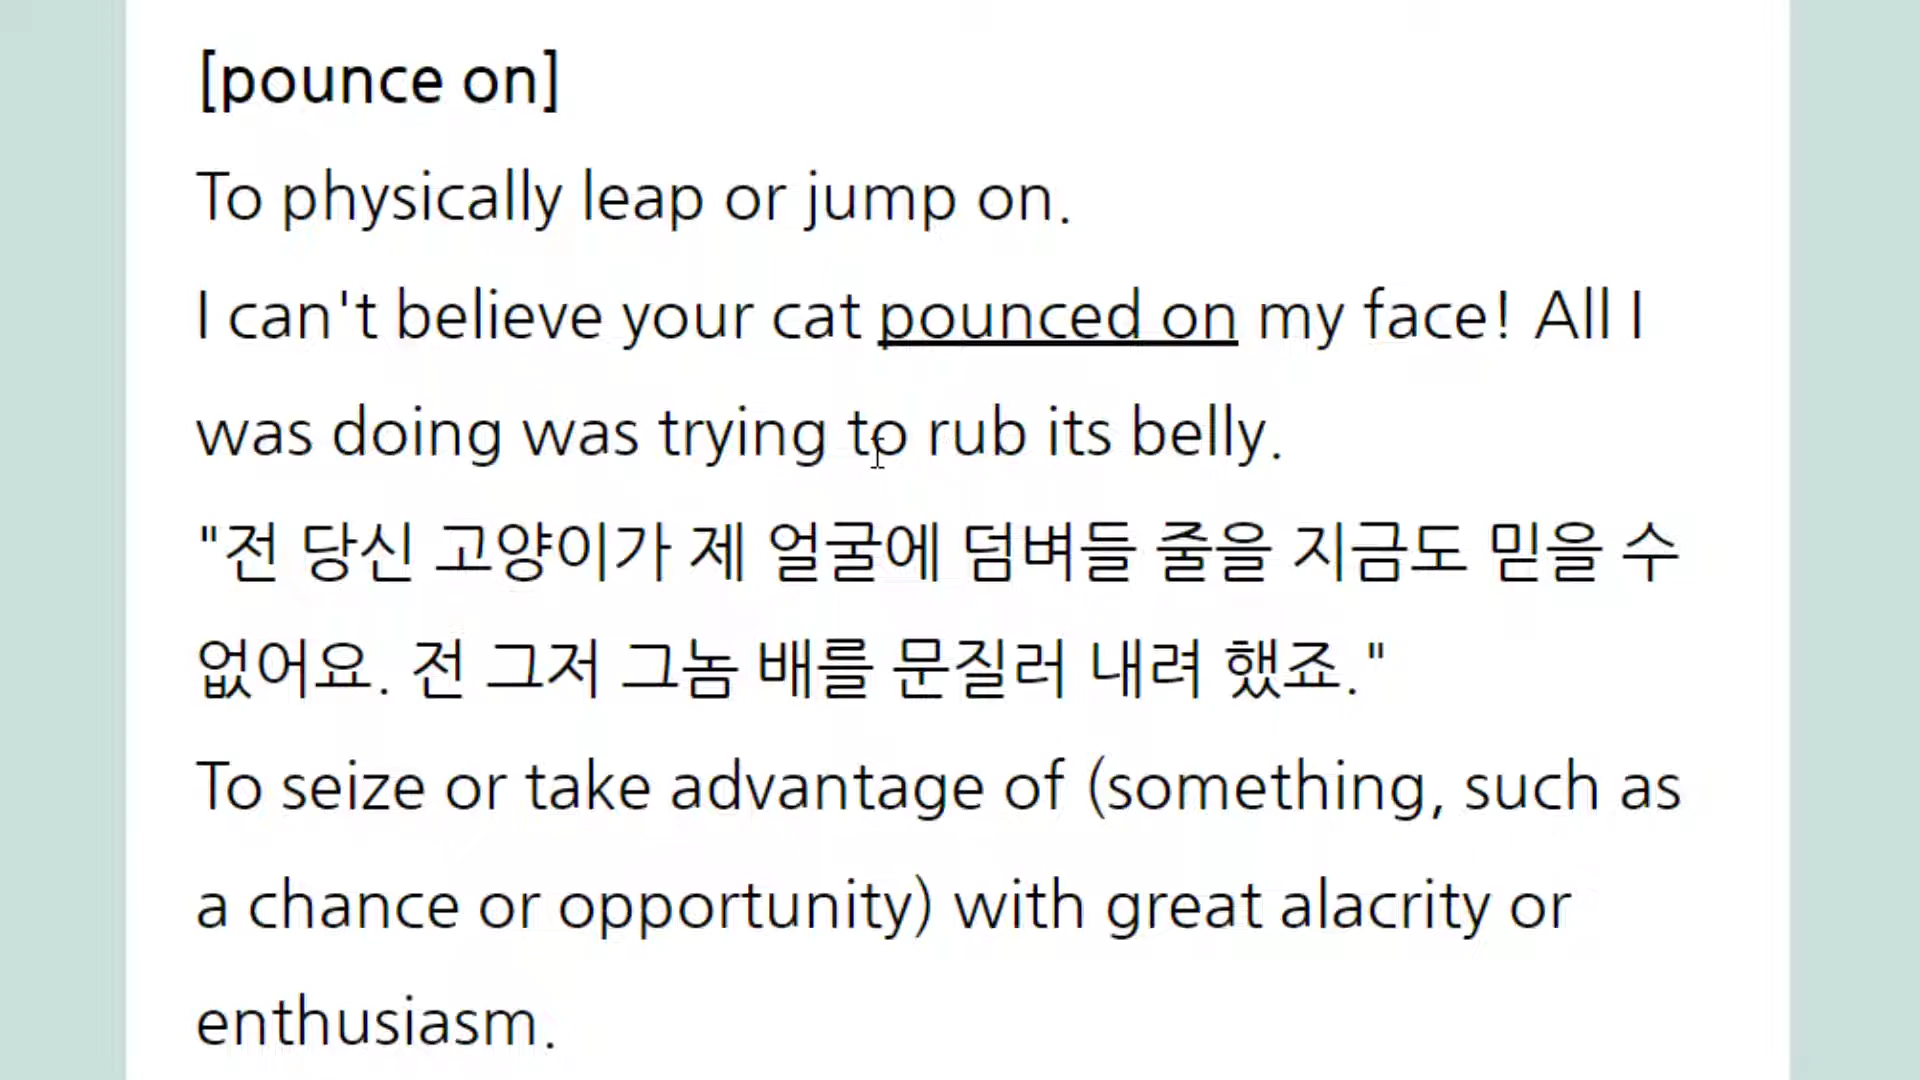 [pounce on]
To physically leap or jump on.
I can't believe your cat pounced on my face! All I
was doing was trying to rub its belly.
"전 당신 고양이가 제 얼굴에 덤벼들 줄을 지금도 믿을 수
없어요. 전 그저 그놈 배를 문질러 내려 했죠."
To seize or take advantage of (something, such as
a chance or opportunity) with great alacrity or
enthusiasm.